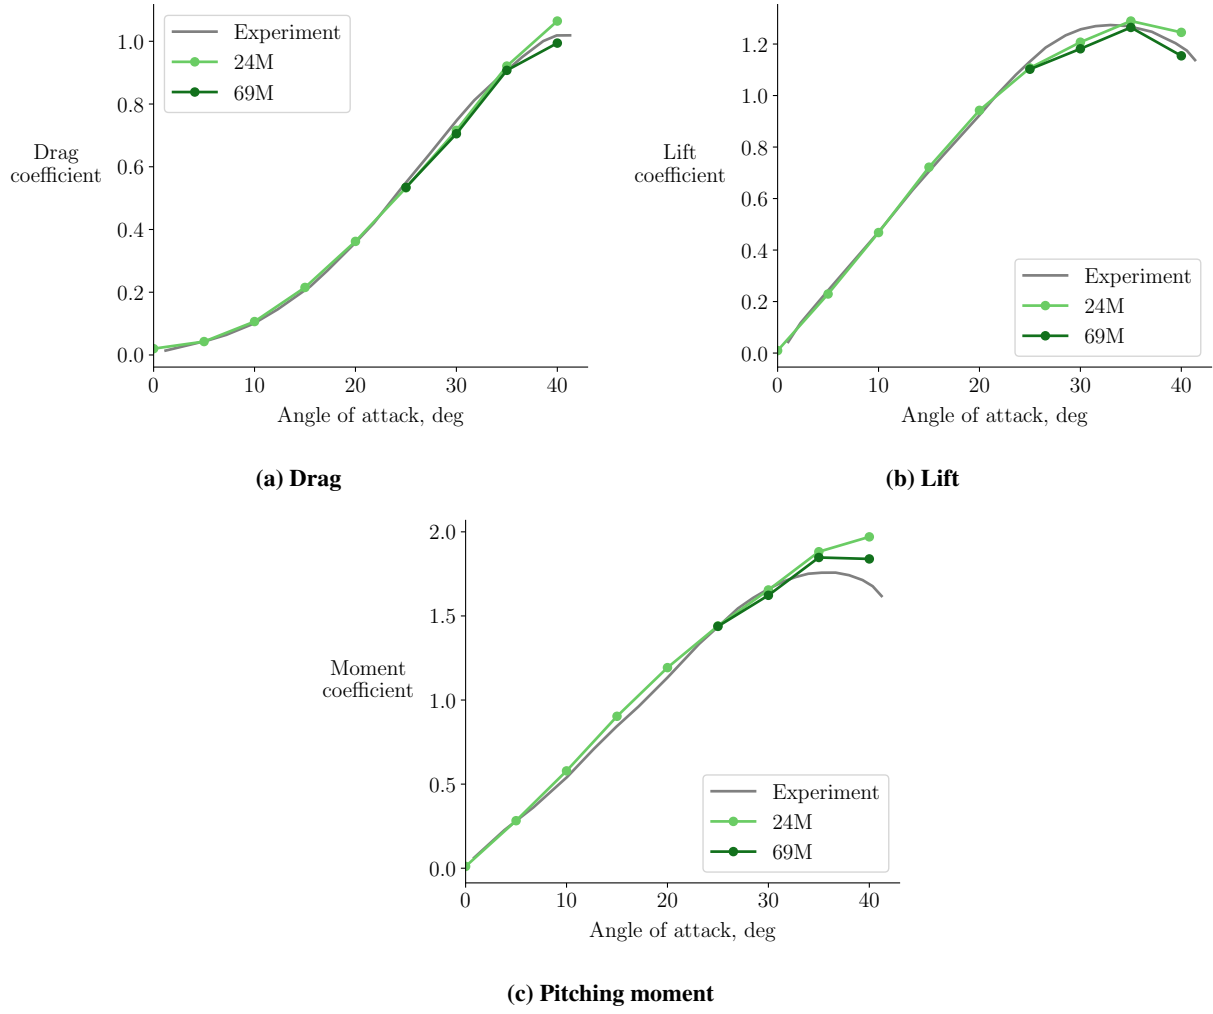 1.0
0.8
0.6
0.4
0.2
0.0
Drag
coefficient
Experiment
24M
69M
0 10 20 30 40
Angle of attack, deg
(a) Drag
1.2
1.0
0.8
0.6
0.4
0.2
0.0
Lift
coefficient
Experiment
24M
69M
0 10 20 30 40
Angle of attack, deg
(b) Lift
2.0
1.5
1.0
0.5
0.0
Moment
coefficient
Experiment
24M
69M
0 10 20 30 40
Angle of attack, deg
(c) Pitching moment